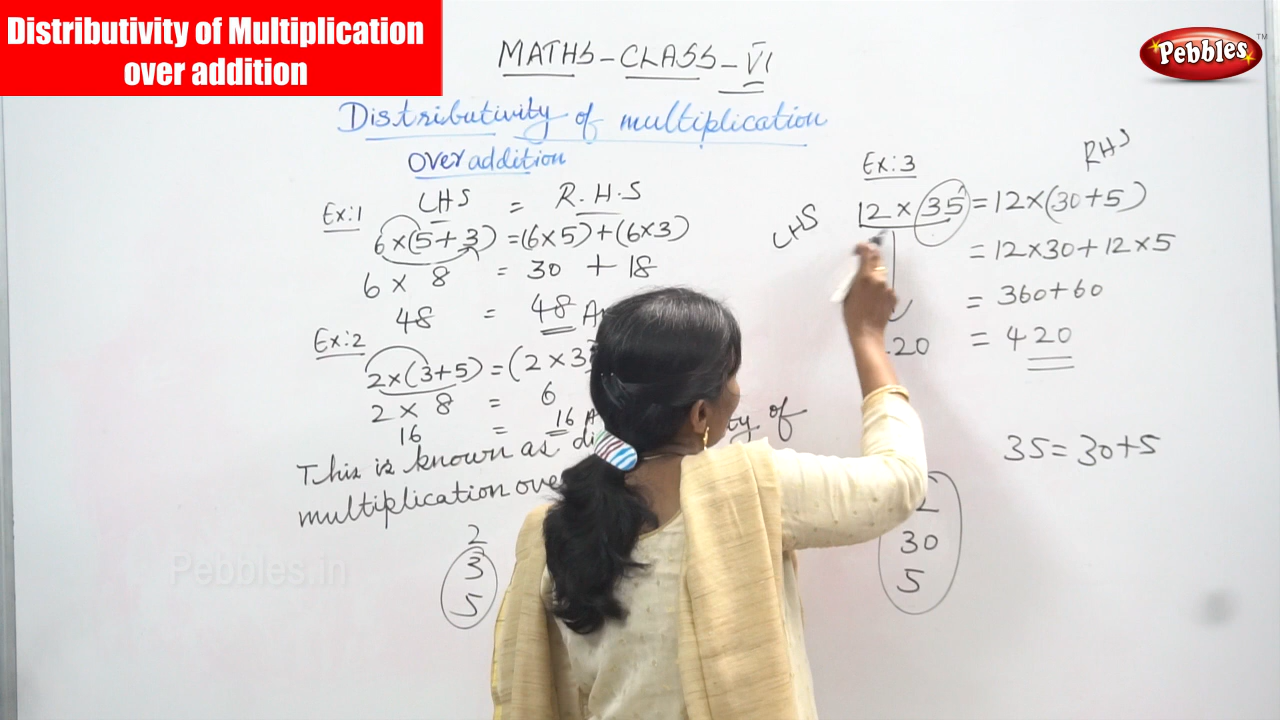 Distributivity of Multiplication
over addition
Pebbles
TM
MATHS - CLASS - VI
Distributivity of multiplication
over addition
Ex:1 LHS = R.H.S
6×(5+3) = (6×5)+(6×3)
6 × 8 = 30 + 18
48 = 48
Ex:2
2×(3+5) = (2×3
2 × 8 = 6
16 = 16
This is known as
multiplication
2
3
5
Ex:3 RHS
LHS 12×35 = 12×(30+5)
= 12×30+12×5
= 360+60
20 = 420
35 = 30+5
30
5
of
Pebbles.in